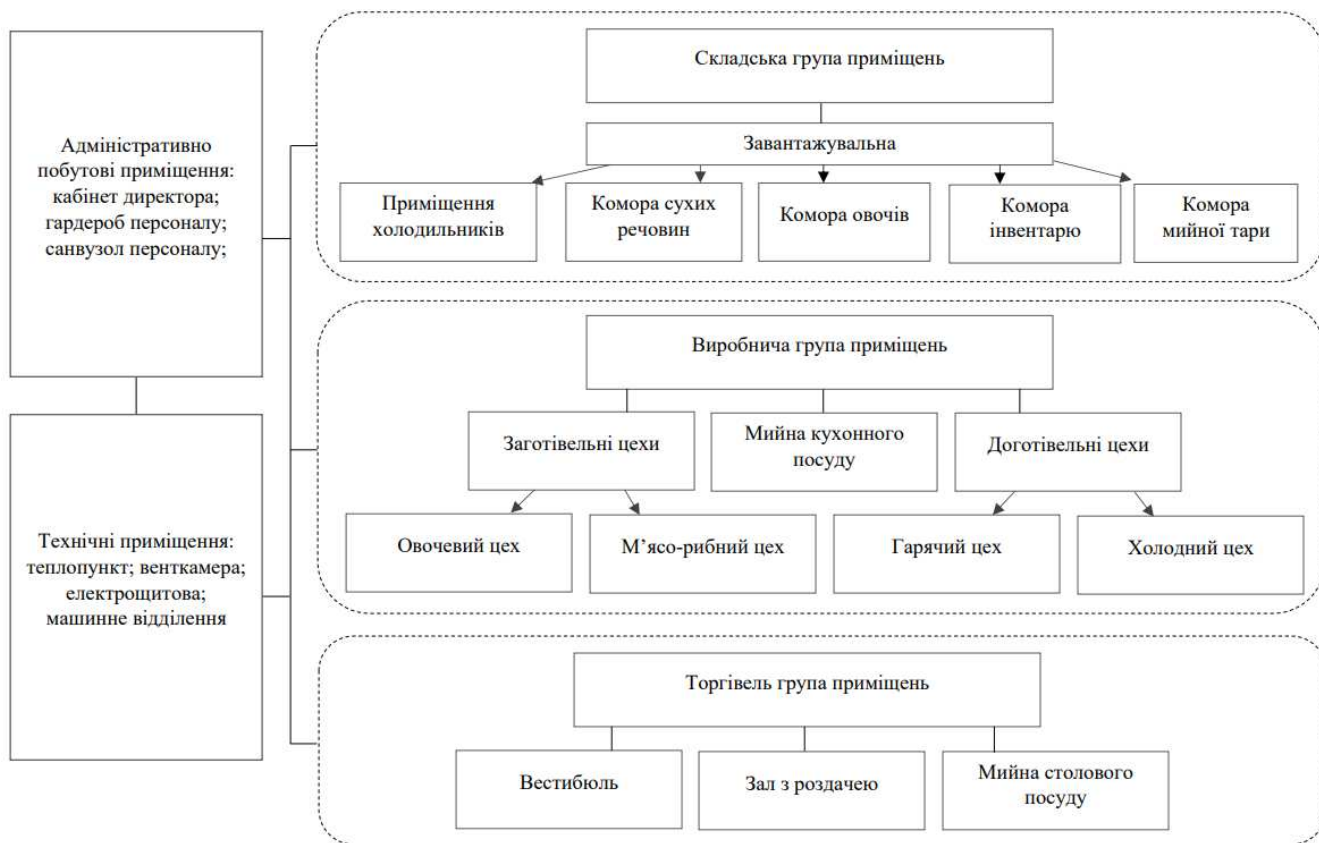 Адміністративно
побутові приміщення:
кабінет директора;
гардероб персоналу;
санвузол персоналу;
Технічні приміщення:
теплопункт; венткамера;
електрощитова;
машинне відділення
Складська група приміщень
Завантажувальна
Приміщення
холодильників
Комора сухих
речовин
Комора овочів
Комора
інвентарю
Комора
мийної тари
Виробнича група приміщень
Заготівельні цехи
Мийна кухонного
посуду
Доготівельні цехи
Овочевий цех
М’ясо-рибний цех
Гарячий цех
Холодний цех
Торгівель група приміщень
Вестибюль
Зал з роздачею
Мийна столового
посуду